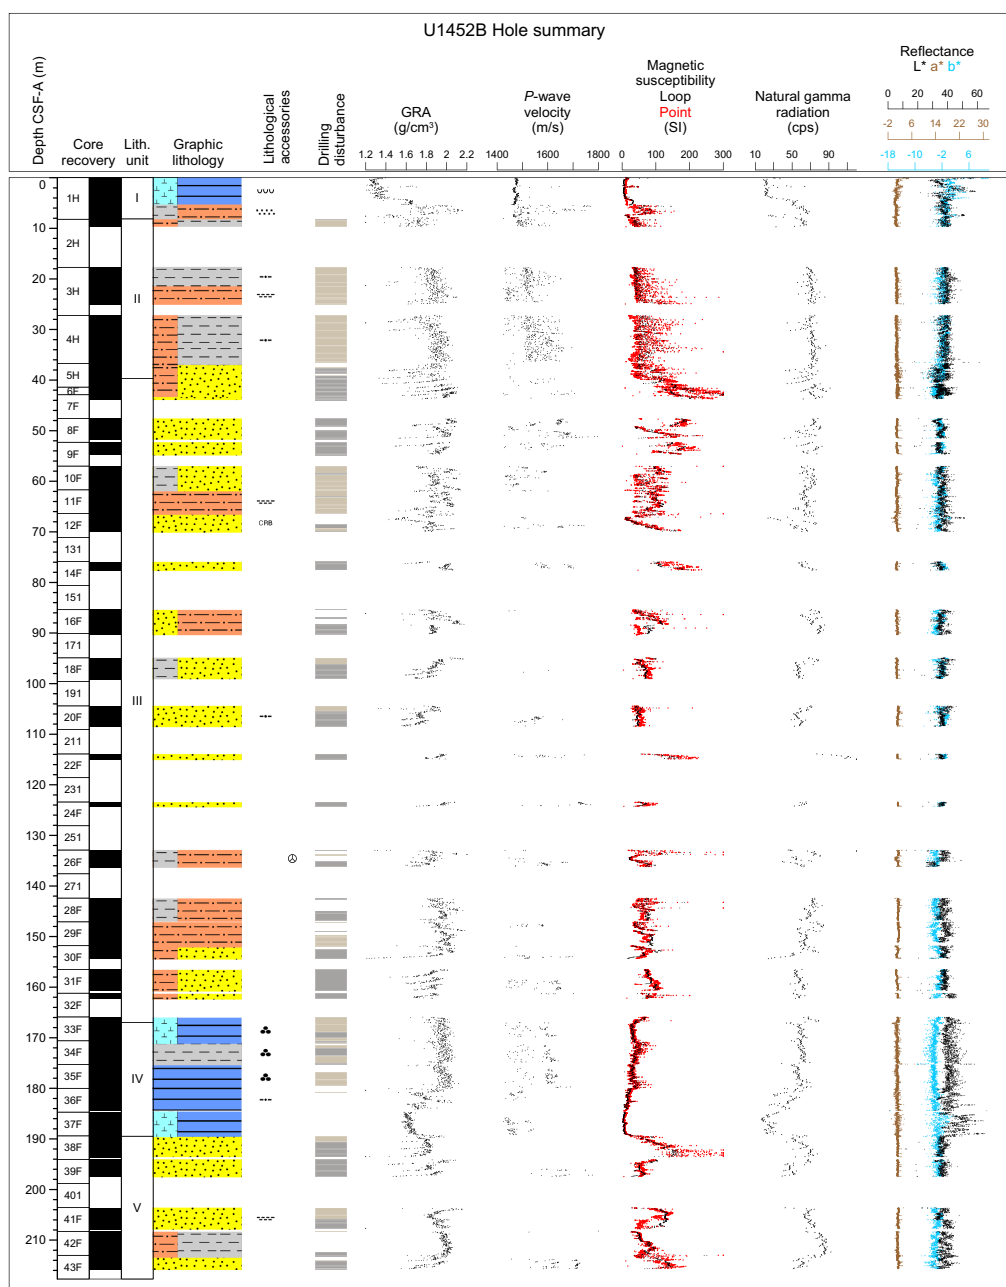 U1452B Hole summary
Depth CSF-A (m)
Core recovery
Lith. unit
Graphic lithology
Lithological accessories
Drilling disturbance
GRA (g/cm³)
1.2 1.4 1.6 1.8 2 2.2
P-wave velocity (m/s)
1400 1600 1800
Magnetic susceptibility
Loop
Point
(SI)
0 100 200 300
Natural gamma radiation (cps)
10 50 90
Reflectance
L* a* b*
0 20 40 60
-2 6 14 22 30
-18 -10 -2 6
0
10
20
30
40
50
60
70
80
90
100
110
120
130
140
150
160
170
180
190
200
210
1H
2H
3H
4H
5H
6F
7F
8F
9F
10F
11F
12F
131
14F
151
16F
171
18F
191
20F
211
22F
231
24F
251
26F
271
28F
29F
30F
31F
32F
33F
34F
35F
36F
37F
38F
39F
401
41F
42F
43F
I
II
III
IV
V
CRB